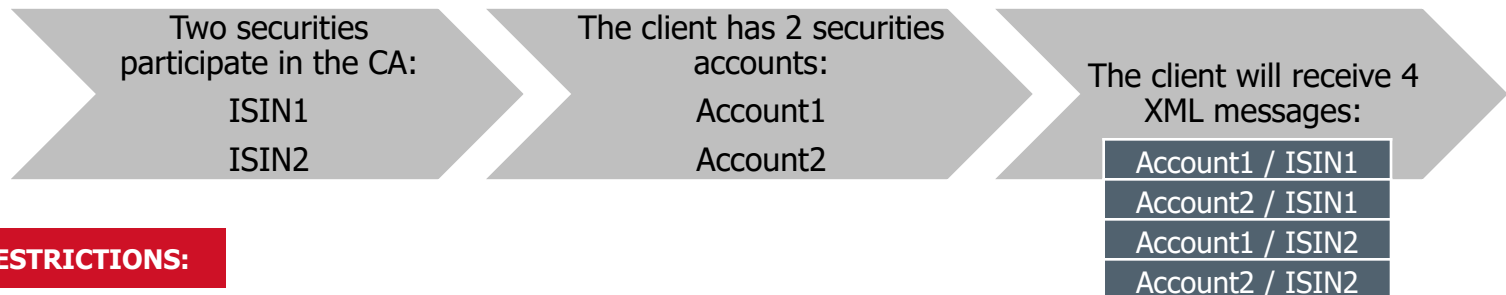 Two securities
participate in the CA:
ISIN1
ISIN2
The client has 2 securities
accounts:
Account1
Account2
The client will receive 4
XML messages:
Account1 / ISIN1
Account2 / ISIN1
Account1 / ISIN2
Account2 / ISIN2
ESTRICTIONS: